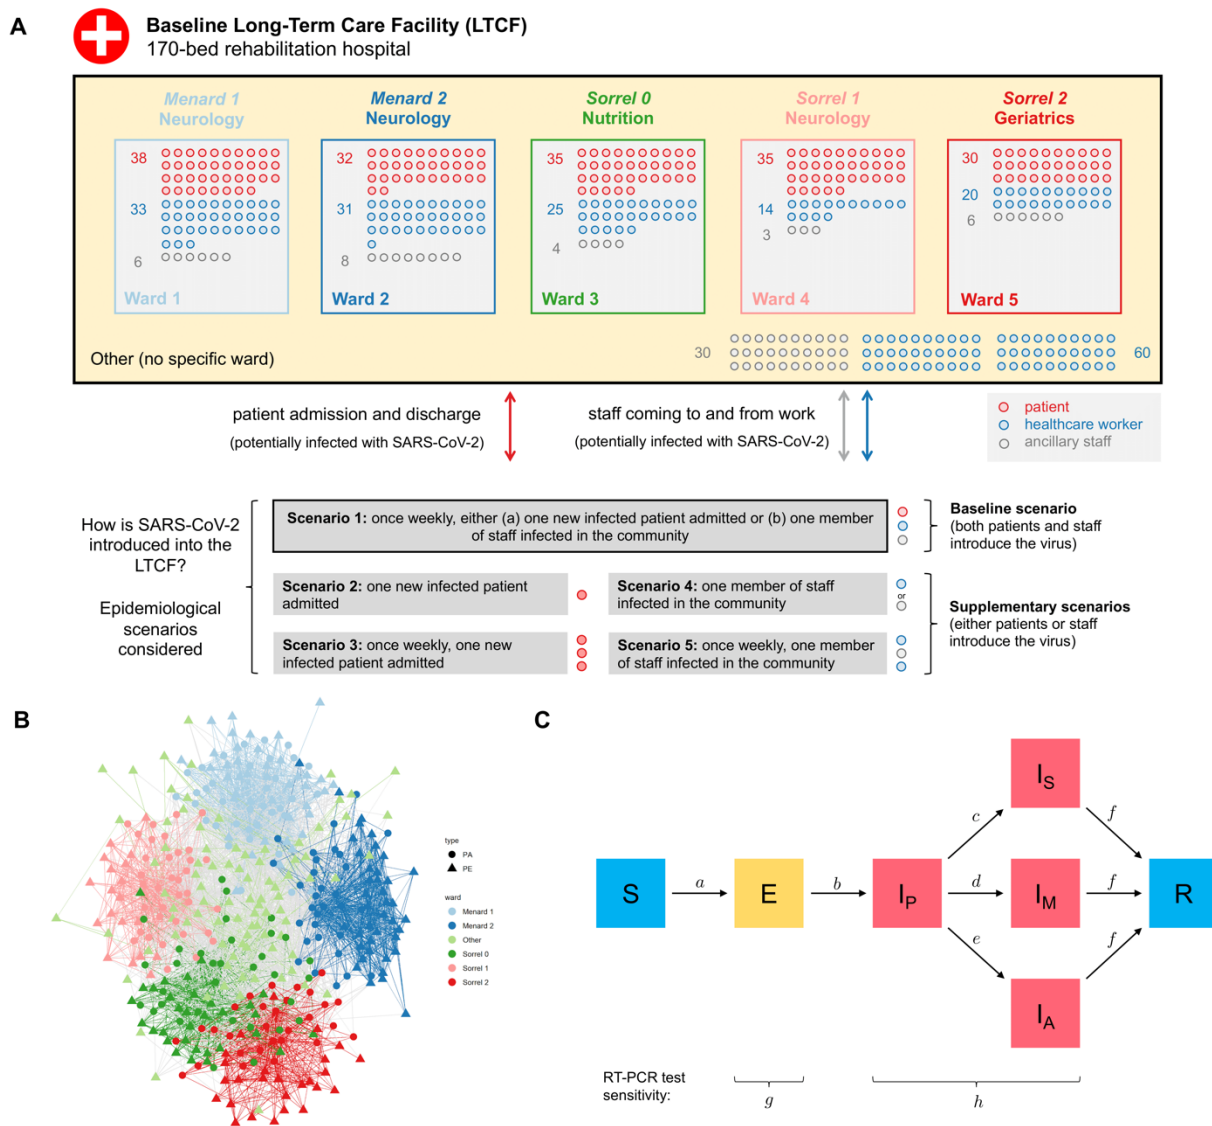 A
Baseline Long-Term Care Facility (LTCF)
170-bed rehabilitation hospital
Menard 1
Neurology
38
33
6
Ward 1
Menard 2
Neurology
32
31
8
Ward 2
Sorrel 0
Nutrition
35
25
4
Ward 3
Sorrel 1
Neurology
35
14
3
Ward 4
Sorrel 2
Geriatrics
30
20
6
Ward 5
Other (no specific ward)
30
60
patient admission and discharge
(potentially infected with SARS-CoV-2)
staff coming to and from work
(potentially infected with SARS-CoV-2)
patient
healthcare worker
ancillary staff
How is SARS-CoV-2
introduced into the
LTCF?
Epidemiological
scenarios
considered
Scenario 1: once weekly, either (a) one new infected patient admitted or (b) one member
of staff infected in the community
Baseline scenario
(both patients and staff
introduce the virus)
Scenario 2: one new infected patient
admitted
Scenario 4: one member of staff
infected in the community
or
Scenario 3: once weekly, one new
infected patient admitted
Scenario 5: once weekly, one member
of staff infected in the community
Supplementary scenarios
(either patients or staff
introduce the virus)
B
type
PA
PE
ward
Menard 1
Menard 2
Other
Sorrel 0
Sorrel 1
Sorrel 2
C
S
a
E
b
I_P
c
d
e
I_S
I_M
I_A
f
f
f
R
RT-PCR test
sensitivity:
g
h